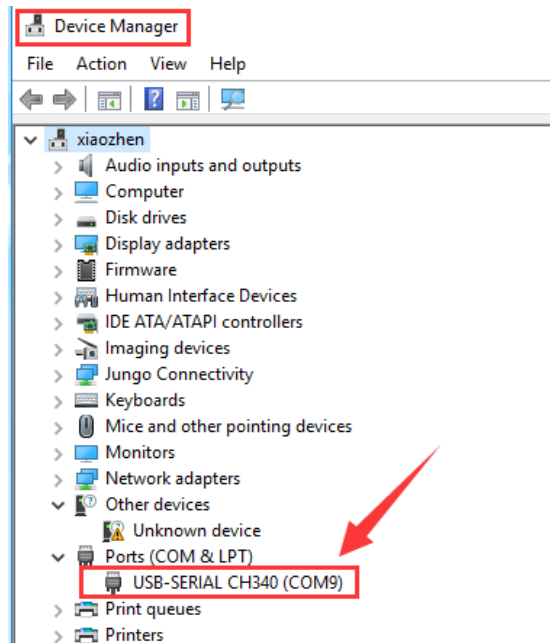 Device Manager
File Action View Help
xiaozhen
Audio inputs and outputs
Computer
Disk drives
Display adapters
Firmware
Human Interface Devices
IDE ATA/ATAPI controllers
Imaging devices
Jungo Connectivity
Keyboards
Mice and other pointing devices
Monitors
Network adapters
Other devices
Unknown device
Ports (COM & LPT)
USB-SERIAL CH340 (COM9)
Print queues
Printers